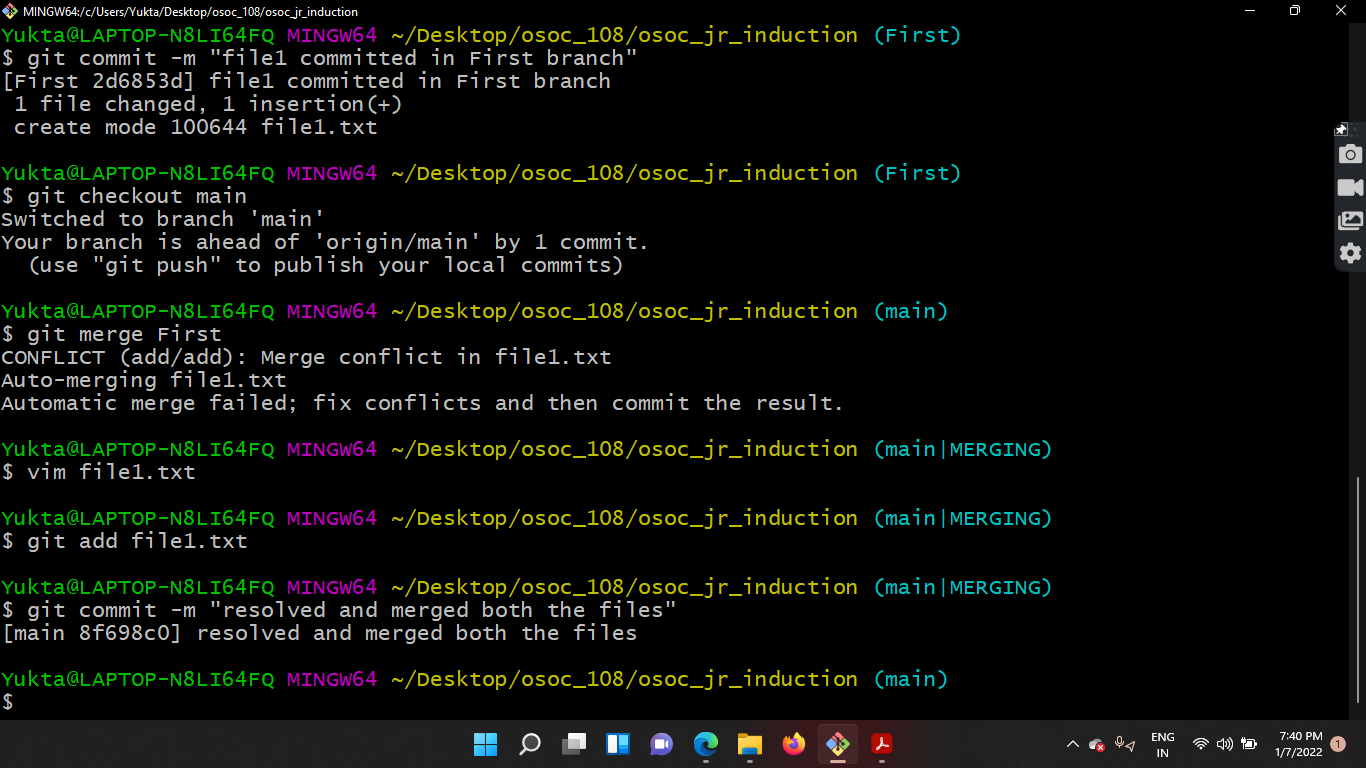 MINGW64:/c/Users/Yukta/Desktop/osoc_108/osoc_jr_induction
Yukta@LAPTOP-N8LI64FQ MINGW64 ~/Desktop/osoc_108/osoc_jr_induction (First)
$ git commit -m "file1 committed in First branch"
[First 2d6853d] file1 committed in First branch
 1 file changed, 1 insertion(+)
 create mode 100644 file1.txt
Yukta@LAPTOP-N8LI64FQ MINGW64 ~/Desktop/osoc_108/osoc_jr_induction (First)
$ git checkout main
Switched to branch 'main'
Your branch is ahead of 'origin/main' by 1 commit.
  (use "git push" to publish your local commits)
Yukta@LAPTOP-N8LI64FQ MINGW64 ~/Desktop/osoc_108/osoc_jr_induction (main)
$ git merge First
CONFLICT (add/add): Merge conflict in file1.txt
Auto-merging file1.txt
Automatic merge failed; fix conflicts and then commit the result.
Yukta@LAPTOP-N8LI64FQ MINGW64 ~/Desktop/osoc_108/osoc_jr_induction (main|MERGING)
$ vim file1.txt
Yukta@LAPTOP-N8LI64FQ MINGW64 ~/Desktop/osoc_108/osoc_jr_induction (main|MERGING)
$ git add file1.txt
Yukta@LAPTOP-N8LI64FQ MINGW64 ~/Desktop/osoc_108/osoc_jr_induction (main|MERGING)
$ git commit -m "resolved and merged both the files"
[main 8f698c0] resolved and merged both the files
Yukta@LAPTOP-N8LI64FQ MINGW64 ~/Desktop/osoc_108/osoc_jr_induction (main)
$
ENG
IN
7:40 PM
1/7/2022
1